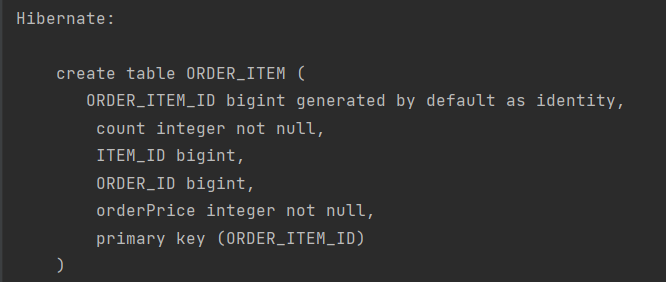 Hibernate:
create table ORDER_ITEM (
ORDER_ITEM_ID bigint generated by default as identity,
count integer not null,
ITEM_ID bigint,
ORDER_ID bigint,
orderPrice integer not null,
primary key (ORDER_ITEM_ID)
)